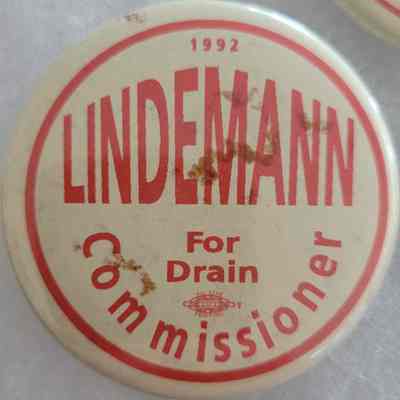 1992
LINDEMANN
For
Drain
Commissioner